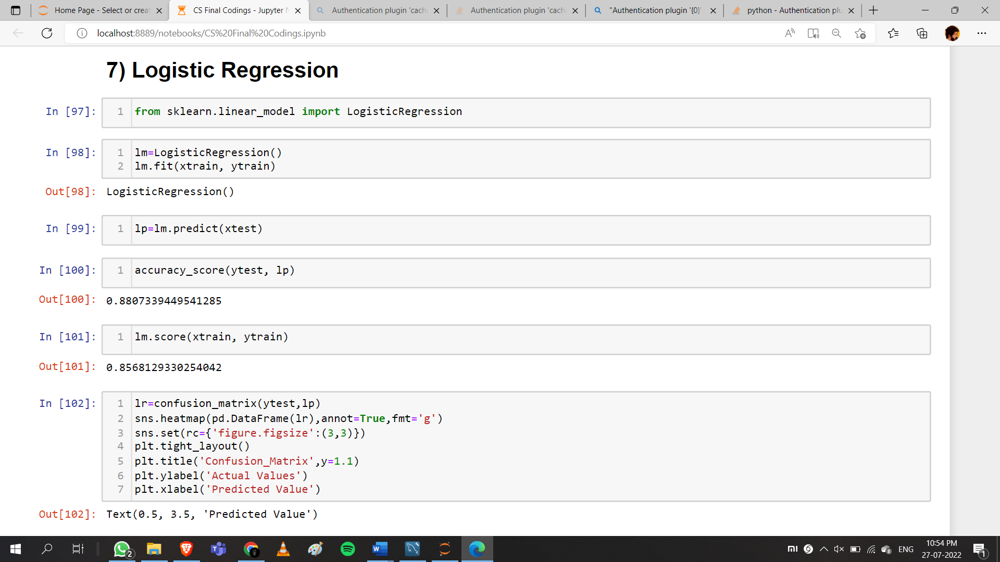 Home Page - Select or creat
CS Final Codings - Jupyter N
Authentication plugin 'cach
Authentication plugin 'cach
"Authentication plugin '{0}'
python - Authentication plu
localhost:8889/notebooks/CS%20Final%20Codings.ipynb
7) Logistic Regression
In [97]: 1 from sklearn.linear_model import LogisticRegression
In [98]: 1 lm=LogisticRegression()
2 lm.fit(xtrain, ytrain)
Out[98]: LogisticRegression()
In [99]: 1 lp=lm.predict(xtest)
In [100]: 1 accuracy_score(ytest, lp)
Out[100]: 0.8807339449541285
In [101]: 1 lm.score(xtrain, ytrain)
Out[101]: 0.8568129330254042
In [102]: 1 lr=confusion_matrix(ytest,lp)
2 sns.heatmap(pd.DataFrame(lr),annot=True,fmt='g')
3 sns.set(rc={'figure.figsize':(3,3)})
4 plt.tight_layout()
5 plt.title('Confusion_Matrix',y=1.1)
6 plt.ylabel('Actual Values')
7 plt.xlabel('Predicted Value')
Out[102]: Text(0.5, 3.5, 'Predicted Value')
2
W
mi
ENG
10:54 PM
27-07-2022
1